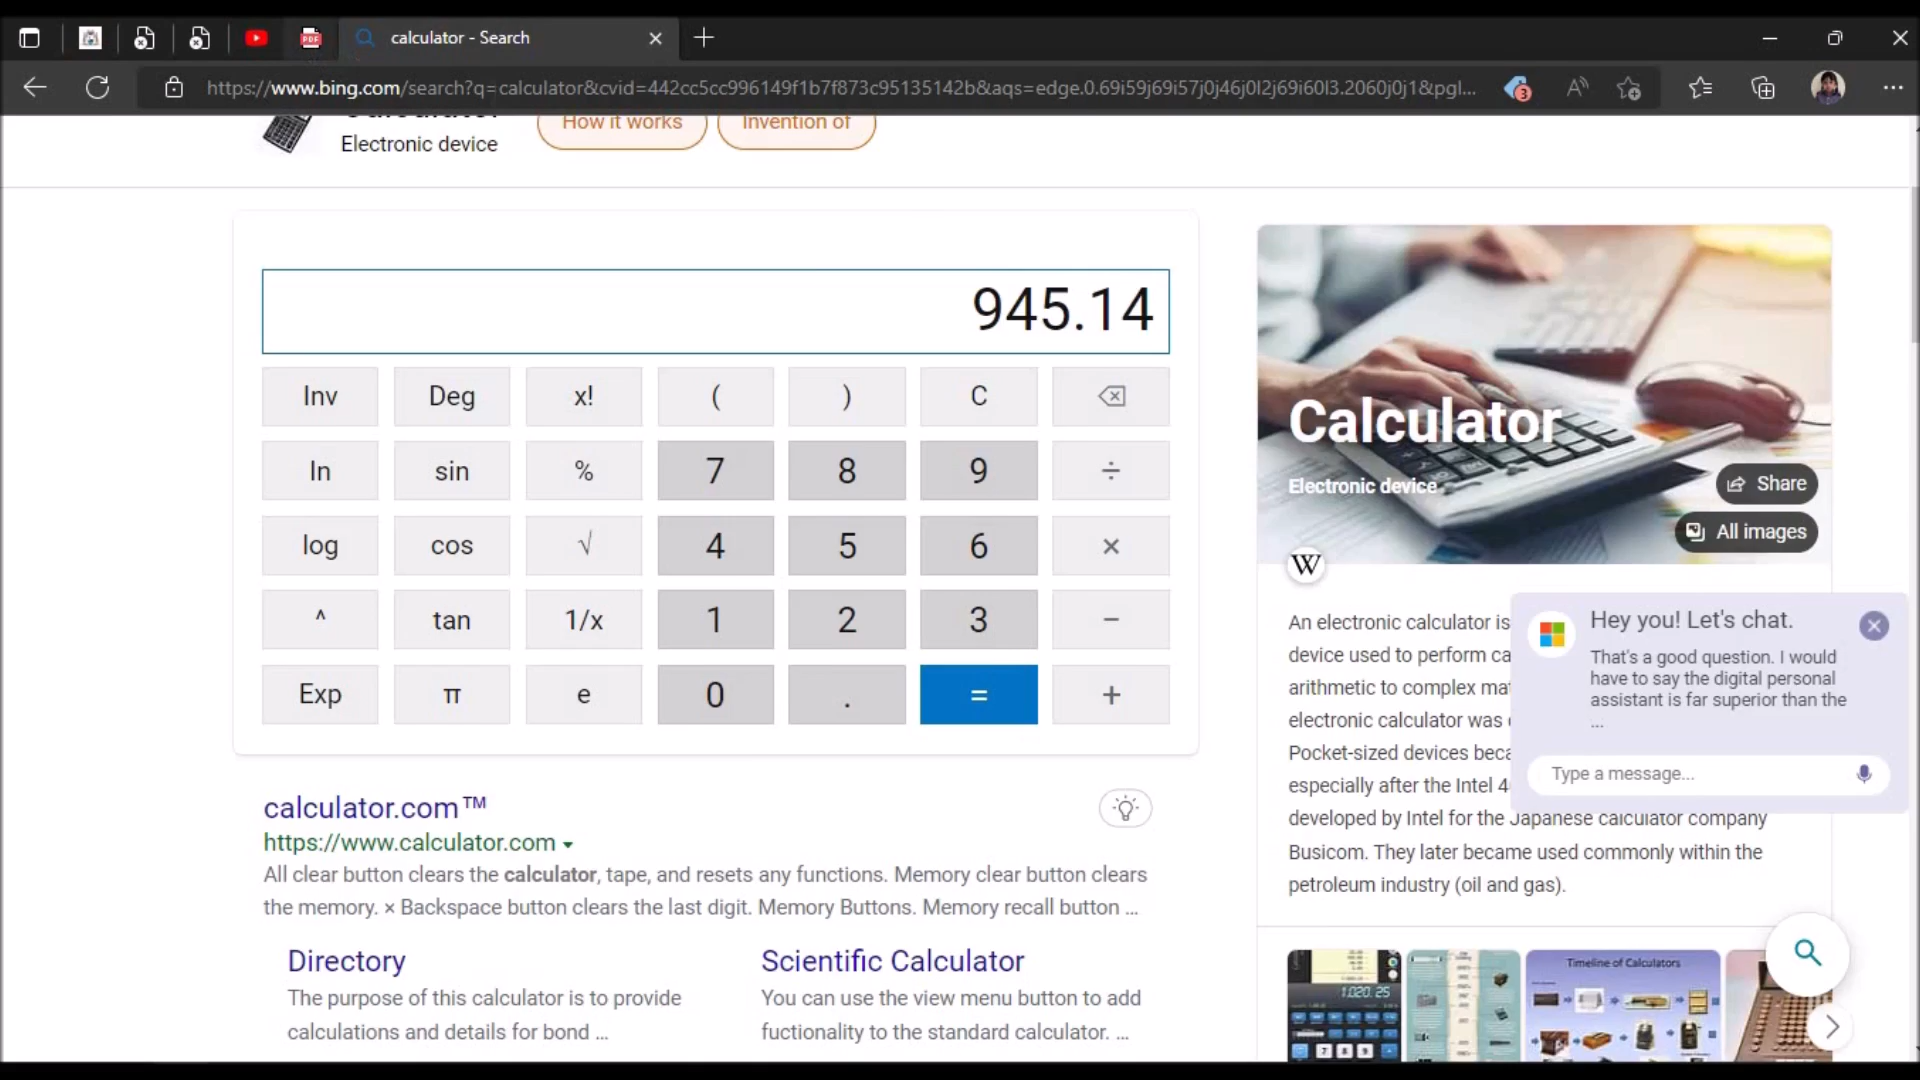 calculator - Search
https://www.bing.com/search?q=calculator&cvid=442cc5cc996149f1b7f873c95135142b&aqs=edge.0.69i59j69i57j0j46j0l2j69i60l3.2060j0j1&pgl...
3
How it works
Invention of
Electronic device
945.14
Inv Deg x! ( ) C
ln sin % 7 8 9 ÷
log cos √ 4 5 6 ×
^ tan 1/x 1 2 3 −
Exp π e 0 . = +
calculator.com™
https://www.calculator.com
All clear button clears the calculator, tape, and resets any functions. Memory clear button clears
the memory. × Backspace button clears the last digit. Memory Buttons. Memory recall button ...
Directory
The purpose of this calculator is to provide
calculations and details for bond ...
Scientific Calculator
You can use the view menu button to add
fuctionality to the standard calculator. ...
Calculator
Electronic device
Share
All images
W
An electronic calculator is
device used to perform ca
arithmetic to complex ma
electronic calculator was
Pocket-sized devices beca
especially after the Intel 4
developed by Intel for the Japanese calculator company
Busicom. They later became used commonly within the
petroleum industry (oil and gas).
Hey you! Let's chat.
That's a good question. I would
have to say the digital personal
assistant is far superior than the
...
Type a message...
1,020.25
7 8 9
Timeline of Calculators